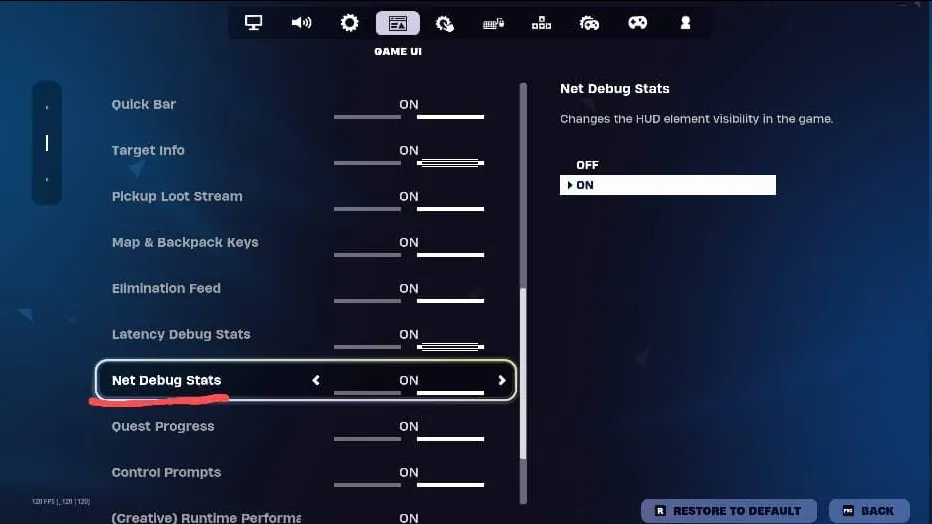 GAME UI
Quick Bar
ON
Target Info
ON
Pickup Loot Stream
ON
Map & Backpack Keys
ON
Elimination Feed
ON
Latency Debug Stats
ON
Net Debug Stats
ON
Quest Progress
ON
Control Prompts
ON
(Creative) Runtime Performa
ON
Net Debug Stats
Changes the HUD element visibility in the game.
OFF
ON
120 FPS [, 120 | 120]
R RESTORE TO DEFAULT
BACK